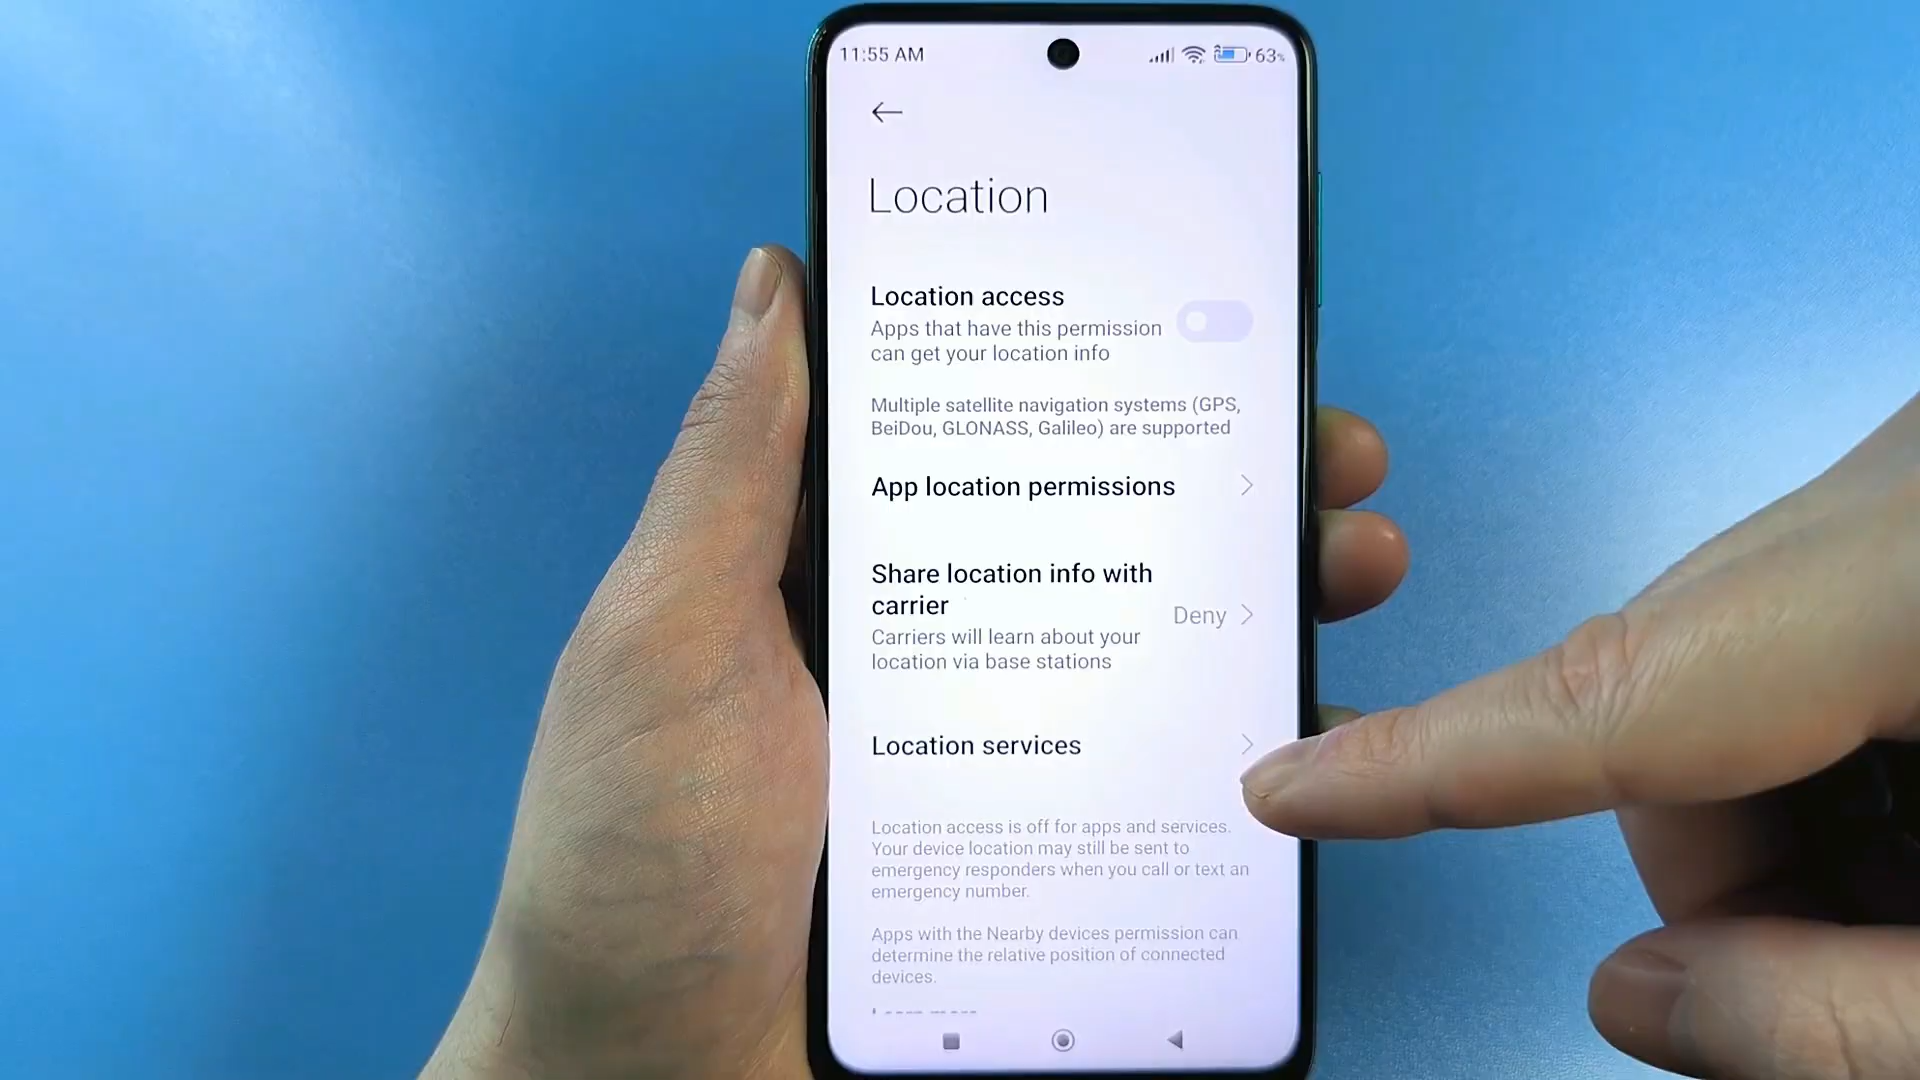 11:55 AM
63%
Location
Location access
Apps that have this permission
can get your location info
Multiple satellite navigation systems (GPS,
BeiDou, GLONASS, Galileo) are supported
App location permissions
Share location info with
carrier
Deny
Carriers will learn about your
location via base stations
Location services
Location access is off for apps and services.
Your device location may still be sent to
emergency responders when you call or text an
emergency number.
Apps with the Nearby devices permission can
determine the relative position of connected
devices.